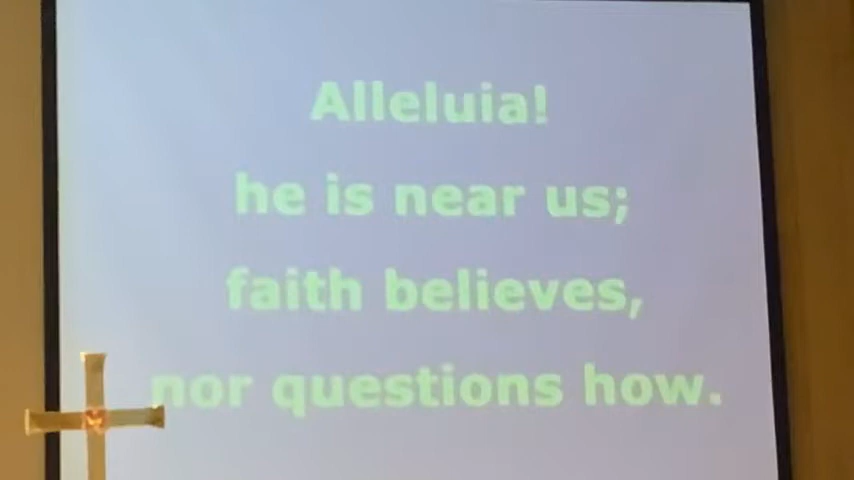 Alleluia!
he is near us;
faith believes,
nor questions how.